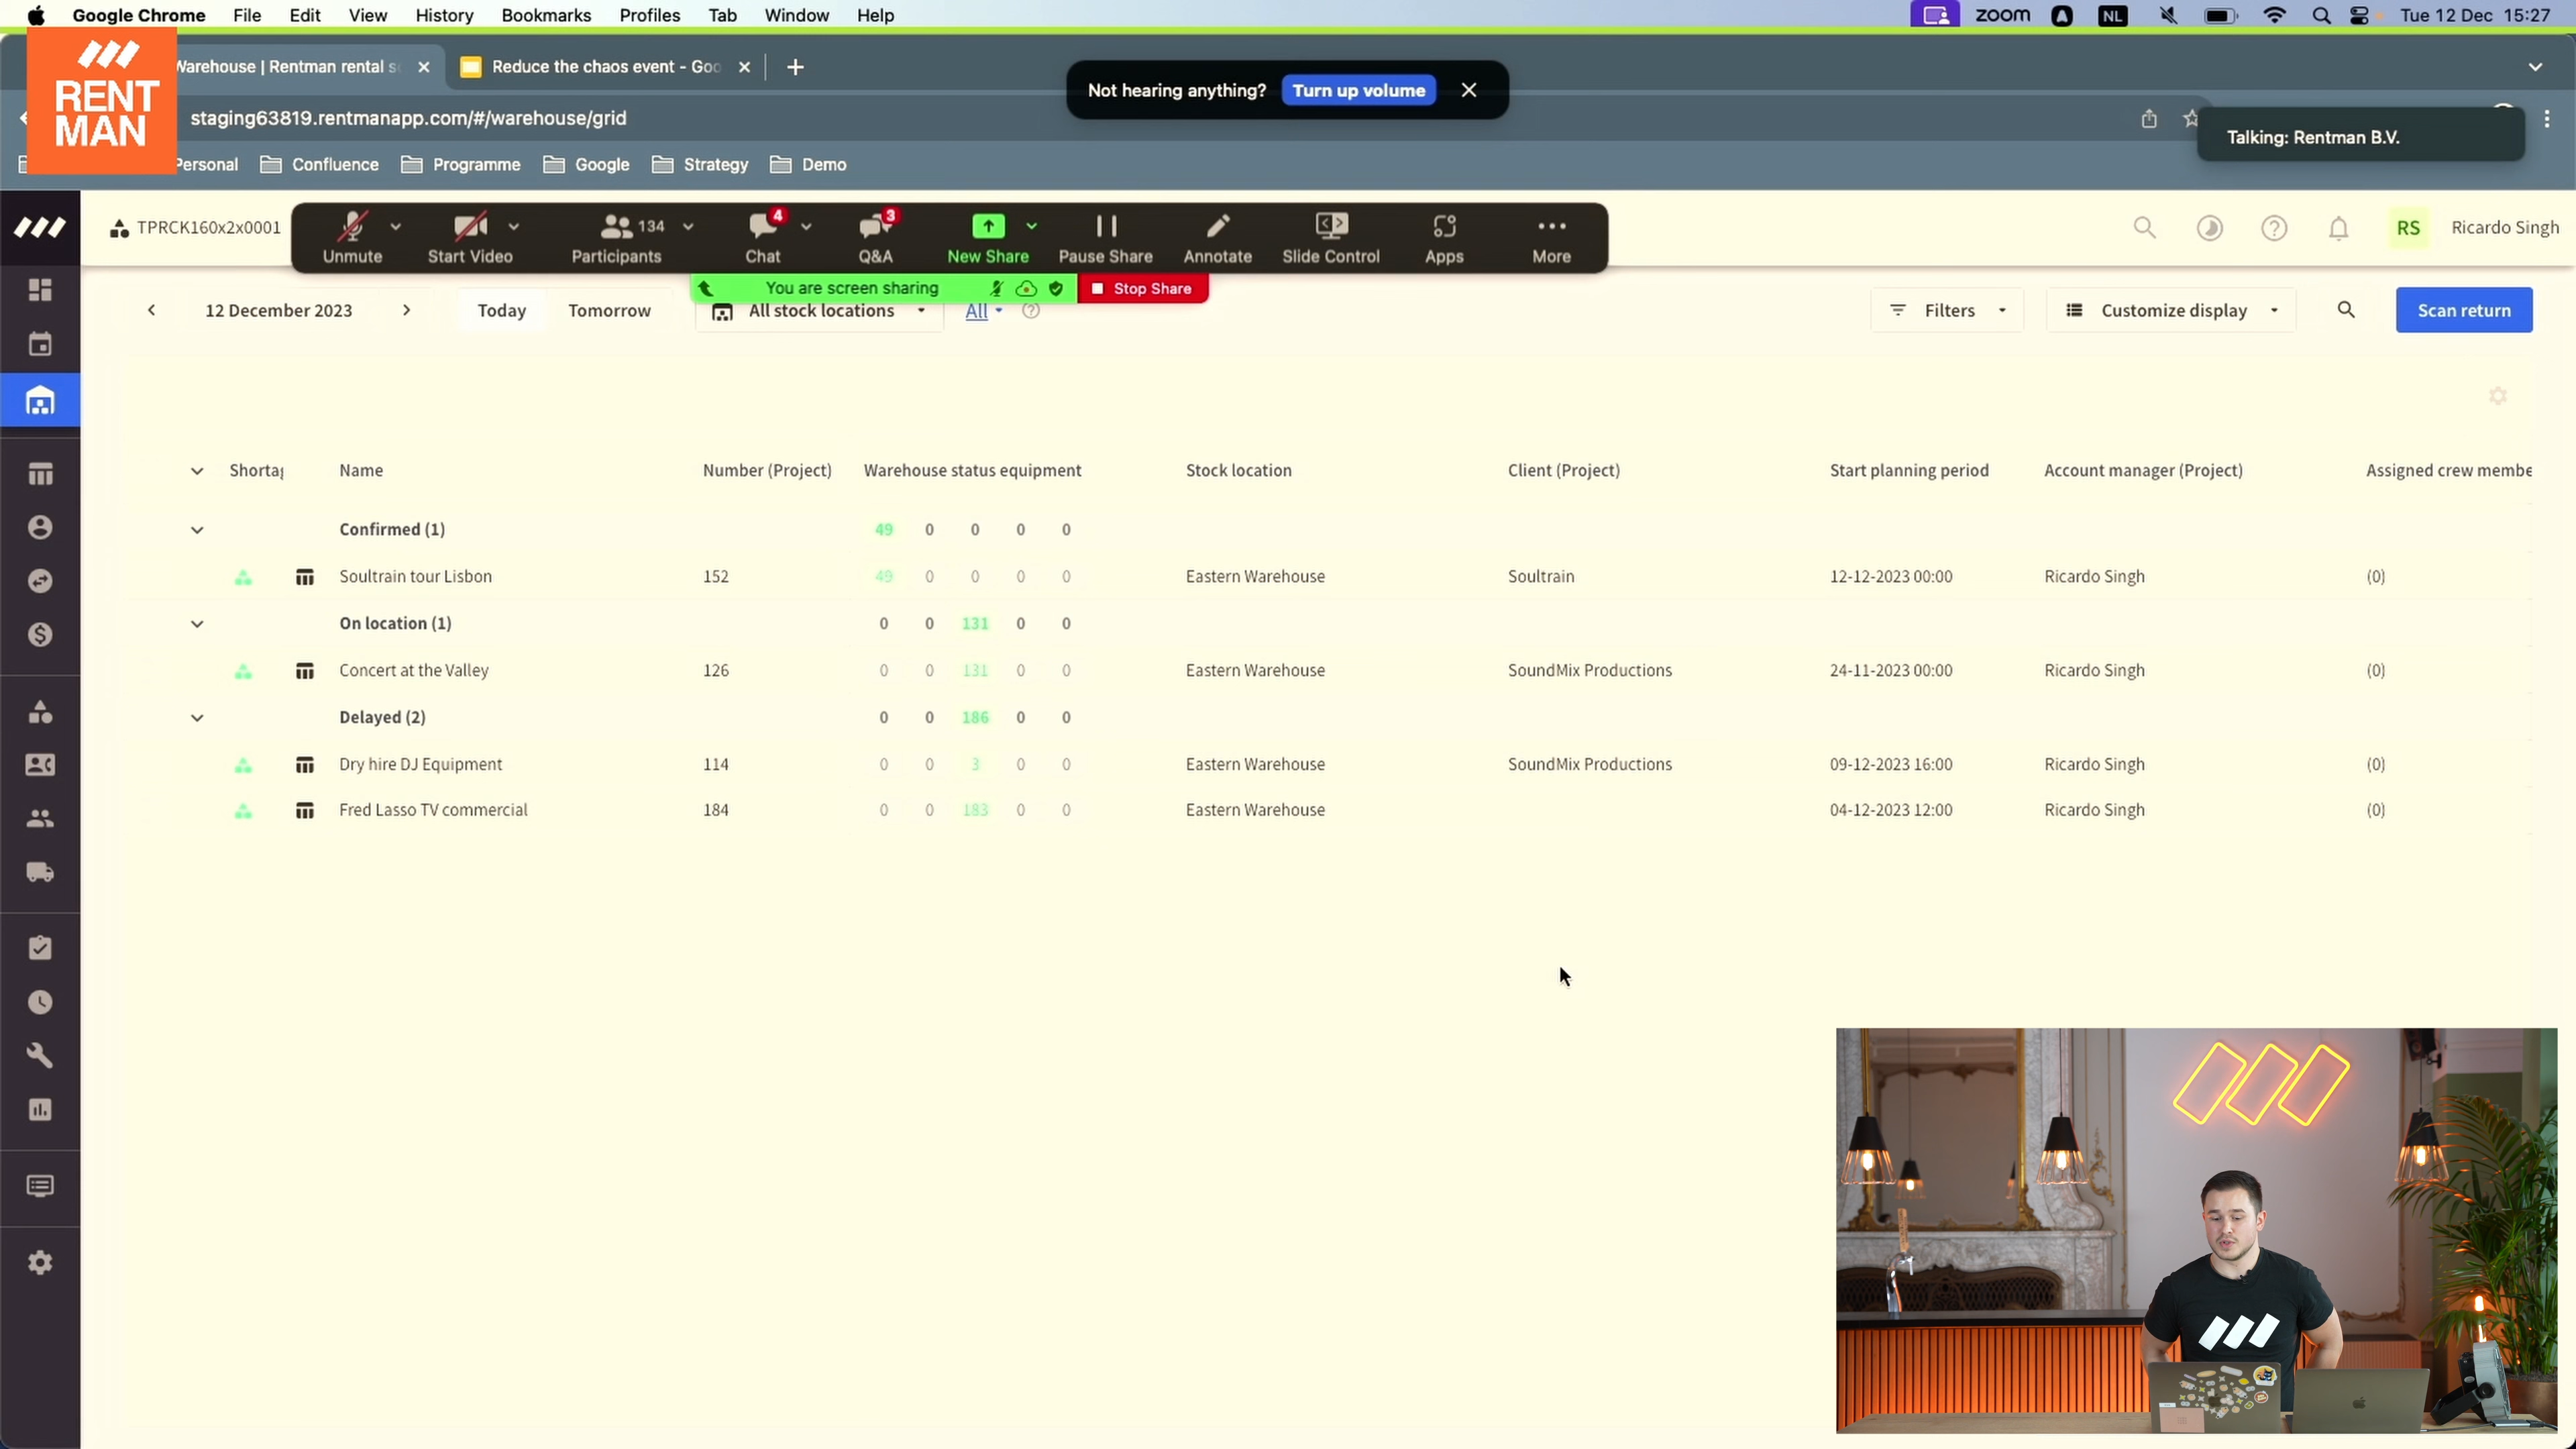 Google Chrome File Edit View History Bookmarks Profiles Tab Window Help zoom A NL Tue 12 Dec 15:27
RENT
MAN
Warehouse | Rentman rental s
Reduce the chaos event - Goo
Not hearing anything? Turn up volume
staging63819.rentmanapp.com/#/warehouse/grid
Talking: Rentman B.V.
Personal Confluence Programme Google Strategy Demo
TPRCK160x2x0001
134 4 3
Unmute Start Video Participants Chat Q&A New Share Pause Share Annotate Slide Control Apps More
RS Ricardo Singh
You are screen sharing Stop Share
12 December 2023 Today Tomorrow All stock locations All Filters Customize display Scan return
Shortag Name Number (Project) Warehouse status equipment Stock location Client (Project) Start planning period Account manager (Project) Assigned crew membe
Confirmed (1) 49 0 0 0 0
Soultrain tour Lisbon 152 49 0 0 0 0 Eastern Warehouse Soultrain 12-12-2023 00:00 Ricardo Singh (0)
On location (1) 0 0 131 0 0
Concert at the Valley 126 0 0 131 0 0 Eastern Warehouse SoundMix Productions 24-11-2023 00:00 Ricardo Singh (0)
Delayed (2) 0 0 186 0 0
Dry hire DJ Equipment 114 0 0 3 0 0 Eastern Warehouse SoundMix Productions 09-12-2023 16:00 Ricardo Singh (0)
Fred Lasso TV commercial 184 0 0 183 0 0 Eastern Warehouse 04-12-2023 12:00 Ricardo Singh (0)